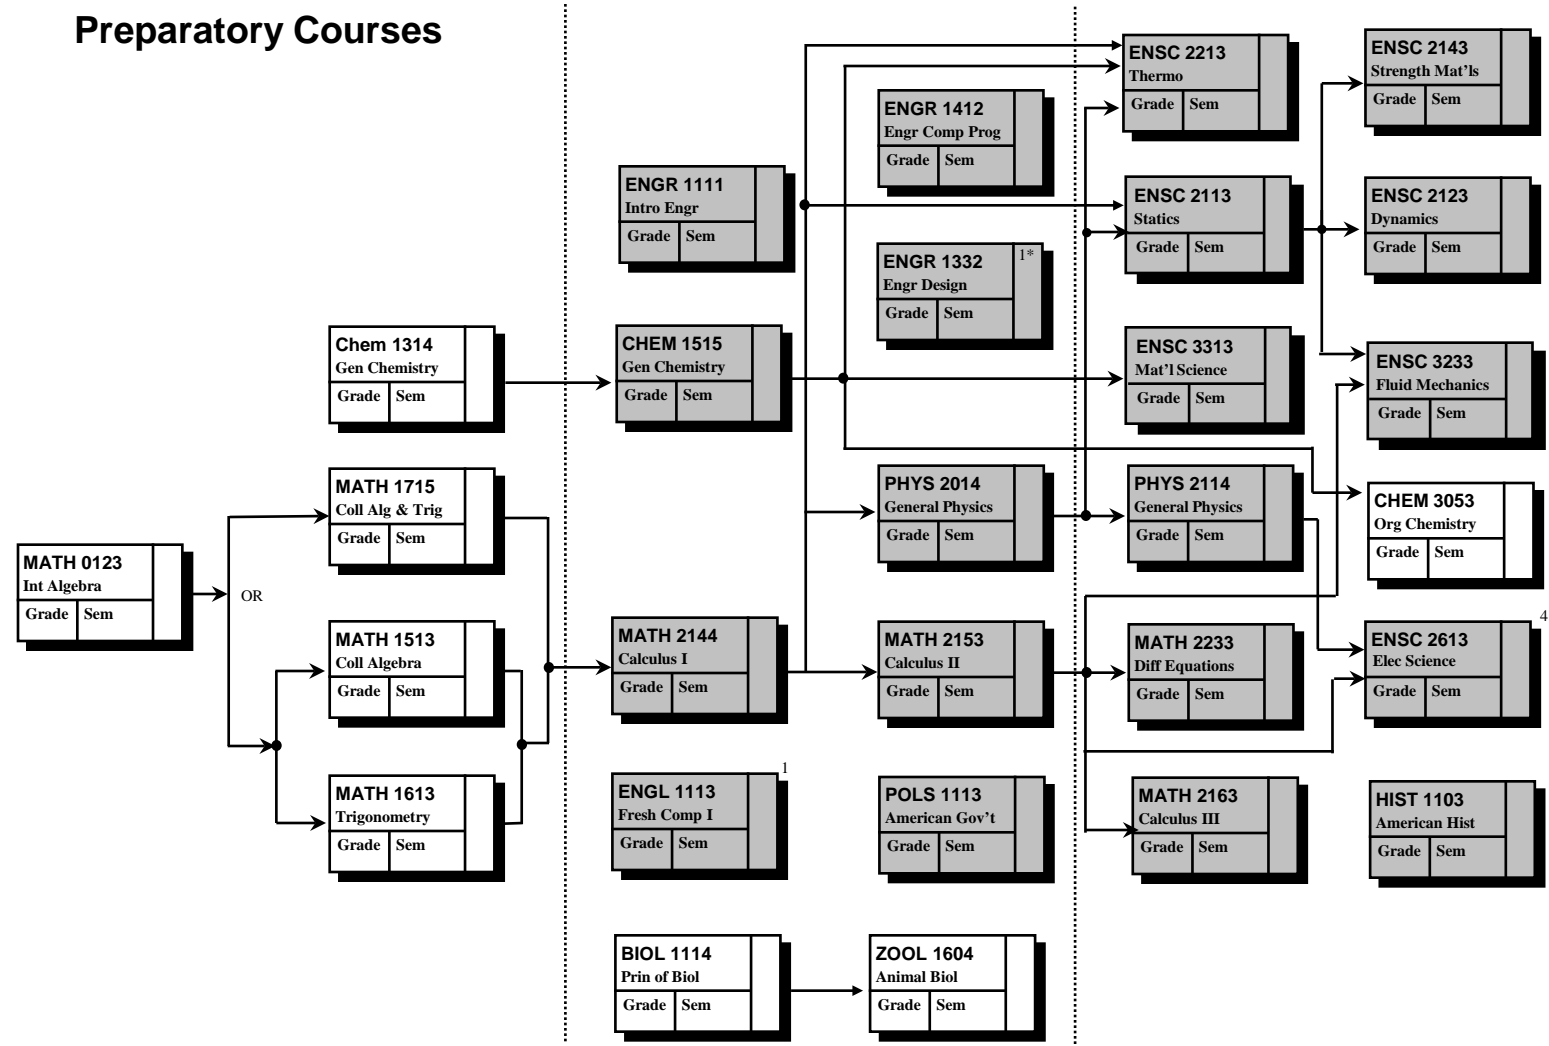 Preparatory Courses
MATH 0123
Int Algebra
Grade Sem
OR
Chem 1314
Gen Chemistry
Grade Sem
MATH 1715
Coll Alg & Trig
Grade Sem
MATH 1513
Coll Algebra
Grade Sem
MATH 1613
Trigonometry
Grade Sem
ENGR 1111
Intro Engr
Grade Sem
CHEM 1515
Gen Chemistry
Grade Sem
MATH 2144
Calculus I
Grade Sem
1
ENGL 1113
Fresh Comp I
Grade Sem
BIOL 1114
Prin of Biol
Grade Sem
ENGR 1412
Engr Comp Prog
Grade Sem
ENGR 1332 1*
Engr Design
Grade Sem
PHYS 2014
General Physics
Grade Sem
MATH 2153
Calculus II
Grade Sem
POLS 1113
American Gov't
Grade Sem
ZOOL 1604
Animal Biol
Grade Sem
ENSC 2213
Thermo
Grade Sem
ENSC 2113
Statics
Grade Sem
ENSC 3313
Mat'l Science
Grade Sem
PHYS 2114
General Physics
Grade Sem
MATH 2233
Diff Equations
Grade Sem
MATH 2163
Calculus III
Grade Sem
ENSC 2143
Strength Mat'ls
Grade Sem
ENSC 2123
Dynamics
Grade Sem
ENSC 3233
Fluid Mechanics
Grade Sem
CHEM 3053
Org Chemistry
Grade Sem
4
ENSC 2613
Elec Science
Grade Sem
HIST 1103
American Hist
Grade Sem